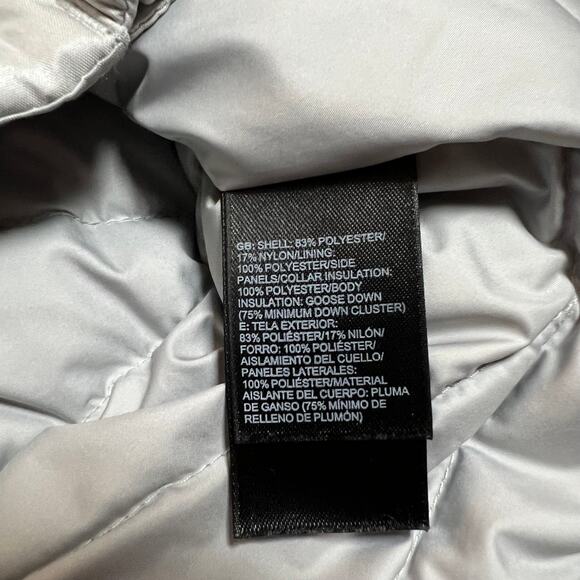 GB: SHELL: 83% POLYESTER/
17% NYLON/LINING:
100% POLYESTER/SIDE
PANELS/COLLAR INSULATION:
100% POLYESTER/BODY
INSULATION: GOOSE DOWN
(75% MINIMUM DOWN CLUSTER)
E: TELA EXTERIOR:
83% POLIÉSTER/17% NILÓN/
FORRO: 100% POLIÉSTER/
AISLAMIENTO DEL CUELLO/
PANELES LATERALES:
100% POLIÉSTER/MATERIAL
AISLANTE DEL CUERPO: PLUMA
DE GANSO (75% MÍNIMO DE
RELLENO DE PLUMÓN)